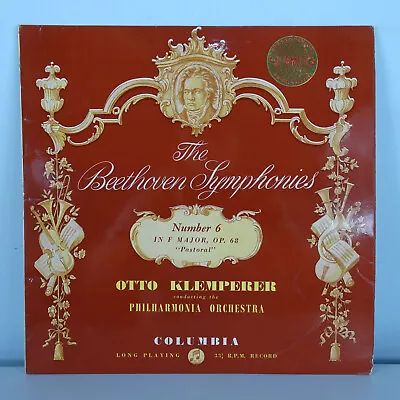 The
Beethoven Symphonies
Number 6
IN F MAJOR, OP. 68
"Pastoral"
OTTO KLEMPERER
conducting the
PHILHARMONIA ORCHESTRA
COLUMBIA
LONG PLAYING 33⅓ R.P.M. RECORD